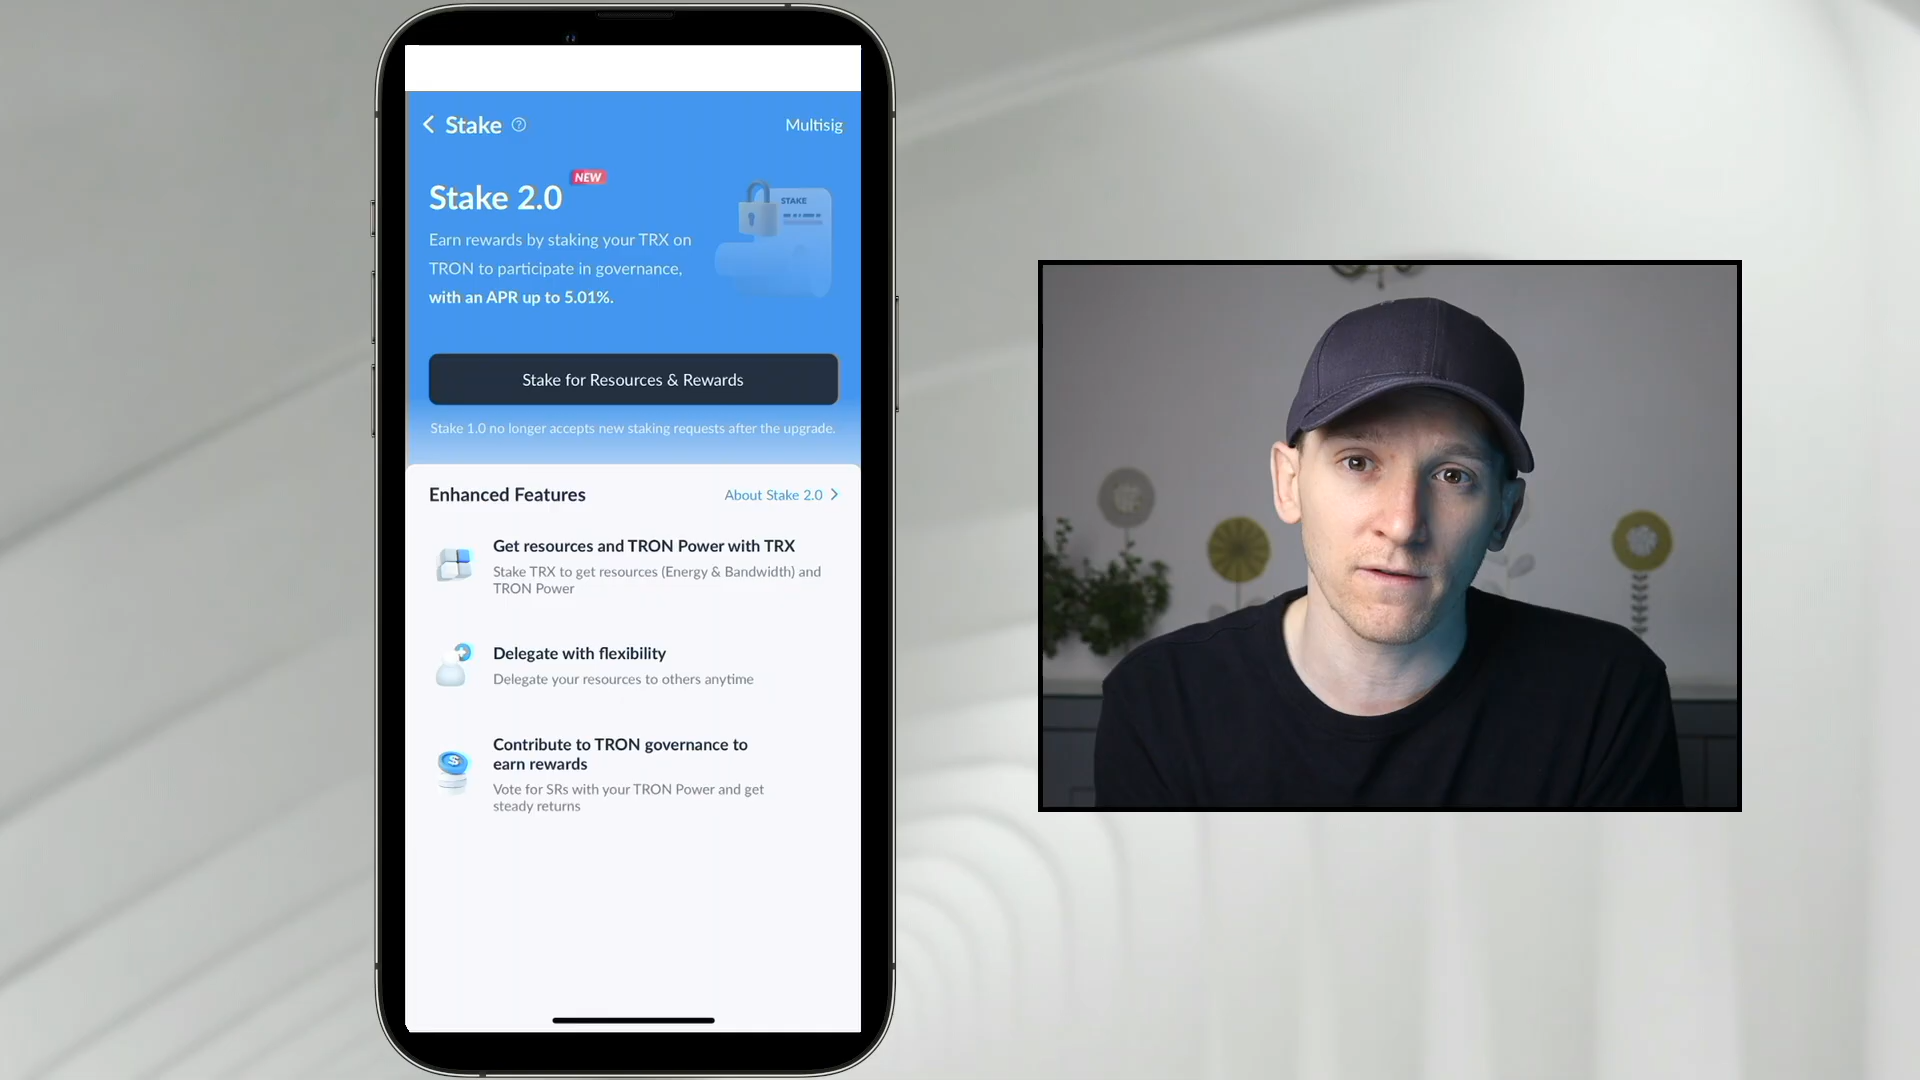 Stake
Multisig
Stake 2.0
NEW
STAKE
Earn rewards by staking your TRX on
TRON to participate in governance,
with an APR up to 5.01%.
Stake for Resources & Rewards
Stake 1.0 no longer accepts new staking requests after the upgrade.
Enhanced Features
About Stake 2.0
Get resources and TRON Power with TRX
Stake TRX to get resources (Energy & Bandwidth) and
TRON Power
Delegate with flexibility
Delegate your resources to others anytime
Contribute to TRON governance to
earn rewards
Vote for SRs with your TRON Power and get
steady returns